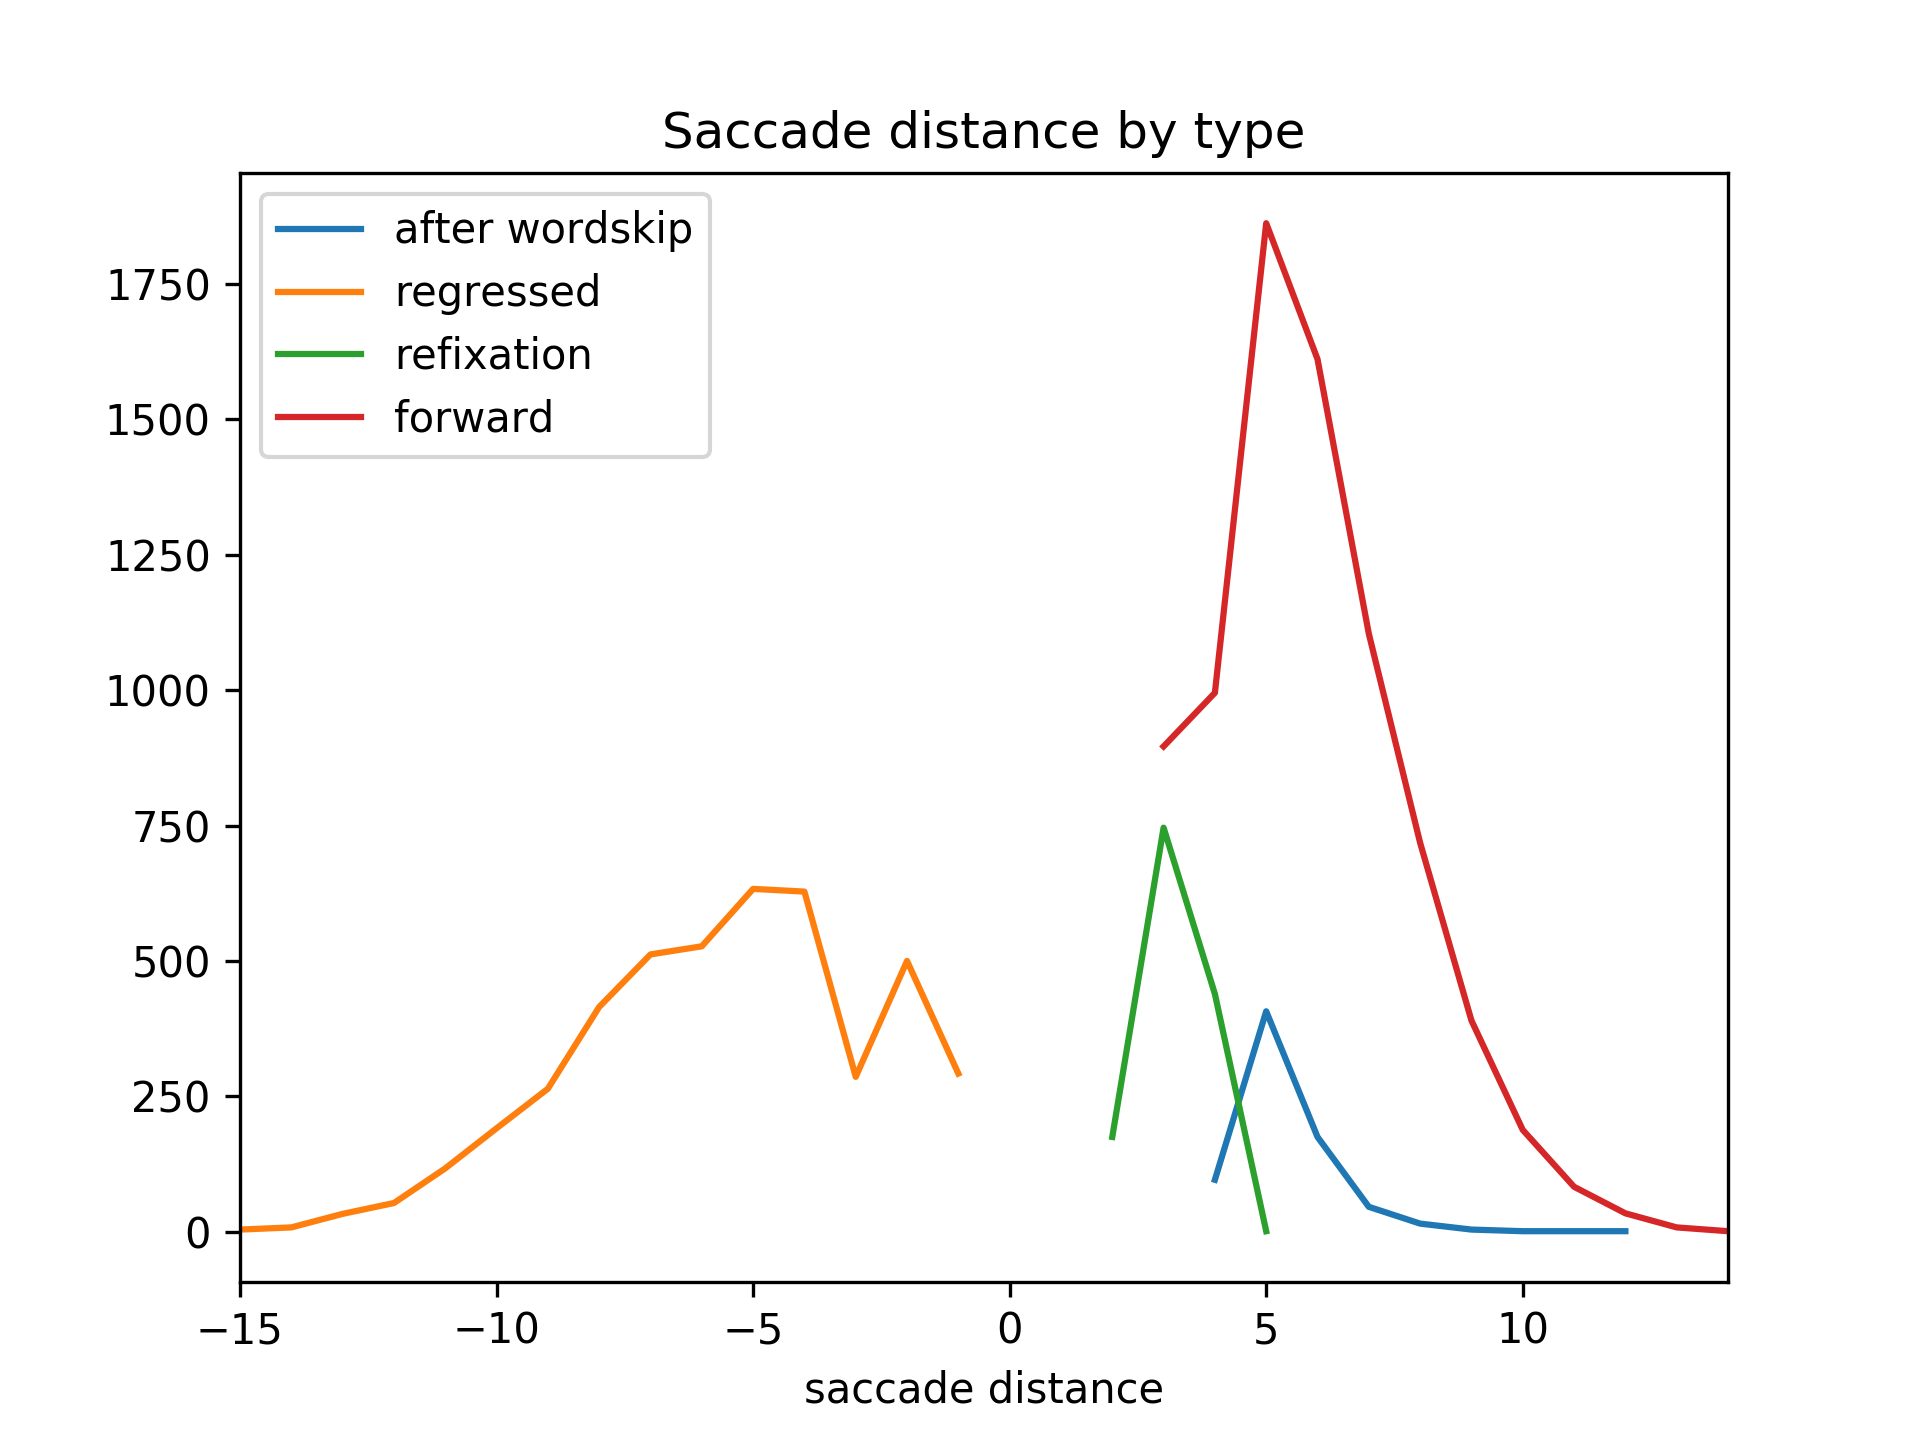 Saccade distance by type
after wordskip
regressed
refixation
forward
1750
1500
1250
1000
750
500
250
0
−15 −10 −5 0 5 10
saccade distance